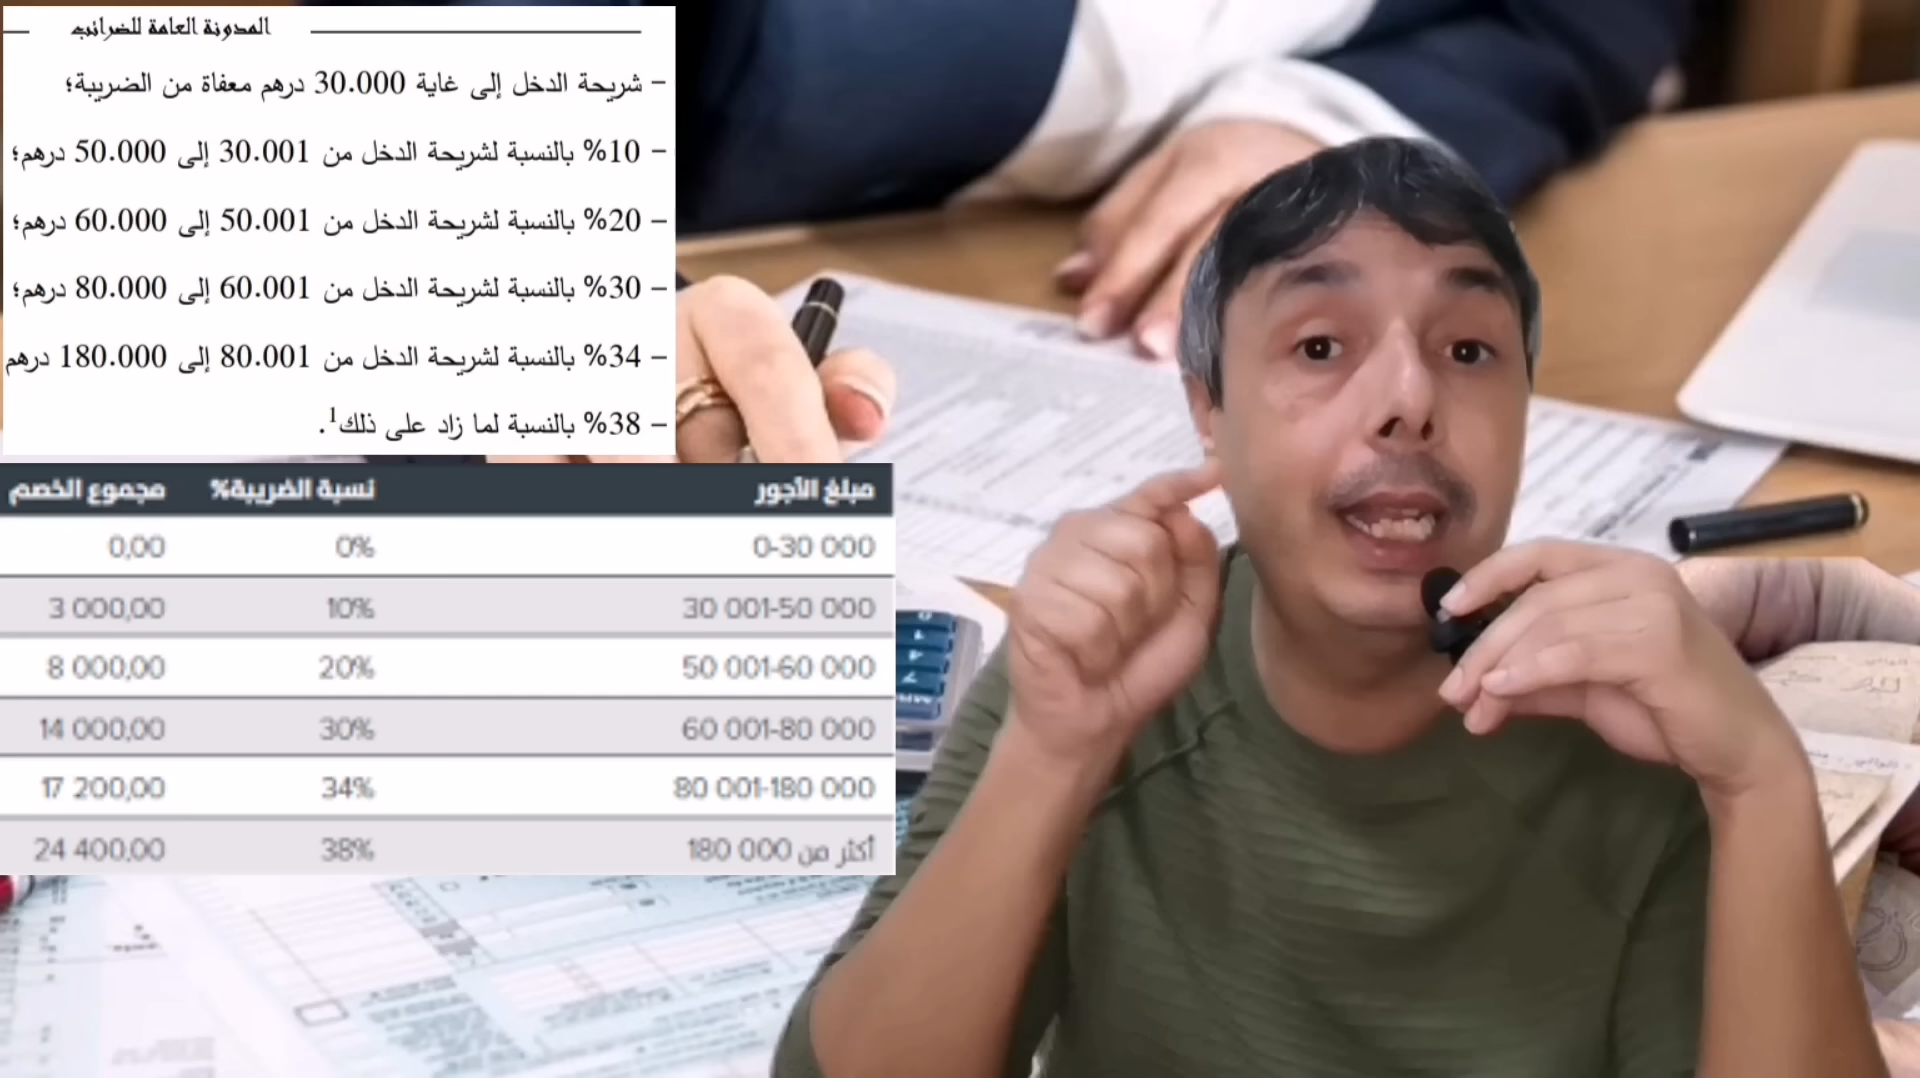 المدونة العامة للضرائب
– شريحة الدخل إلى غاية 30.000 درهم معفاة من الضريبة؛
– %10 بالنسبة لشريحة الدخل من 30.001 إلى 50.000 درهم؛
– %20 بالنسبة لشريحة الدخل من 50.001 إلى 60.000 درهم؛
– %30 بالنسبة لشريحة الدخل من 60.001 إلى 80.000 درهم؛
– %34 بالنسبة لشريحة الدخل من 80.001 إلى 180.000 درهم
– %38 بالنسبة لما زاد على ذلك1.
مبلغ الأجور نسبة الضريبة% مجموع الخصم
0-30 000 0% 0,00
30 001-50 000 10% 3 000,00
50 001-60 000 20% 8 000,00
60 001-80 000 30% 14 000,00
80 001-180 000 34% 17 200,00
أكثر من 000 180 38% 24 400,00